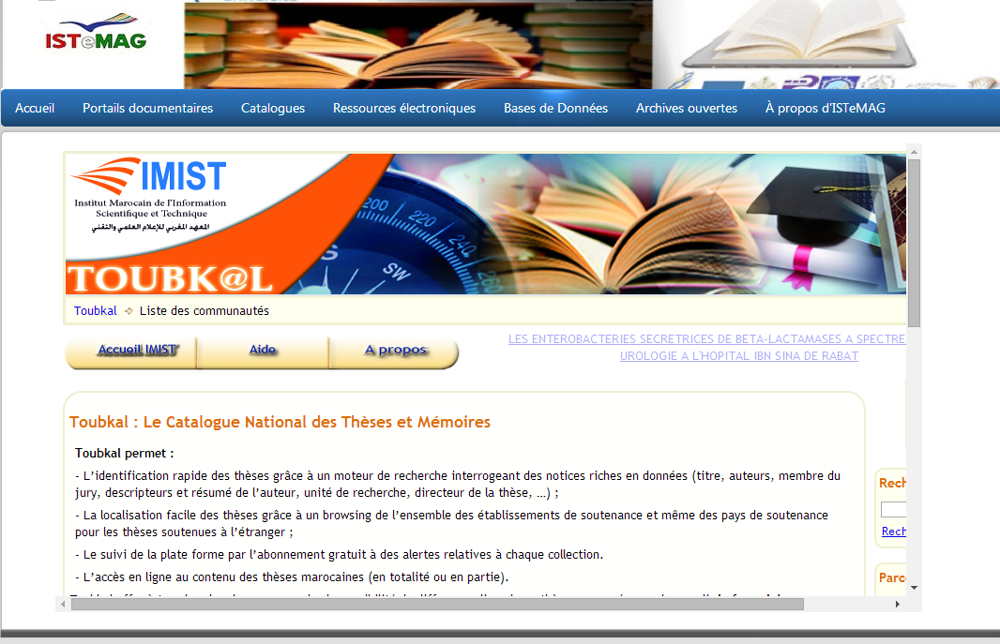 ISTeMAG
Accueil Portails documentaires Catalogues Ressources électroniques Bases de Données Archives ouvertes À propos d'ISTeMAG
IMIST
Institut Marocain de l'Information
Scientifique et Technique
المعهد المغربي للإعلام العلمي والتقني
200 220 240
S SW
TOUBK@L
Toubkal Liste des communautés
Accueil IMIST Aide A propos
LES ENTEROBACTERIES SECRETRICES DE BETA-LACTAMASES A SPECTRE
UROLOGIE A L'HOPITAL IBN SINA DE RABAT
Toubkal : Le Catalogue National des Thèses et Mémoires
Toubkal permet :
- L’identification rapide des thèses grâce à un moteur de recherche interrogeant des notices riches en données (titre, auteurs, membre du
jury, descripteurs et résumé de l’auteur, unité de recherche, directeur de la thèse, …) ;
- La localisation facile des thèses grâce à un browsing de l’ensemble des établissements de soutenance et même des pays de soutenance
pour les thèses soutenues à l’étranger ;
- Le suivi de la plate forme par l’abonnement gratuit à des alertes relatives à chaque collection.
- L’accès en ligne au contenu des thèses marocaines (en totalité ou en partie).
Rech
Rech
Parc